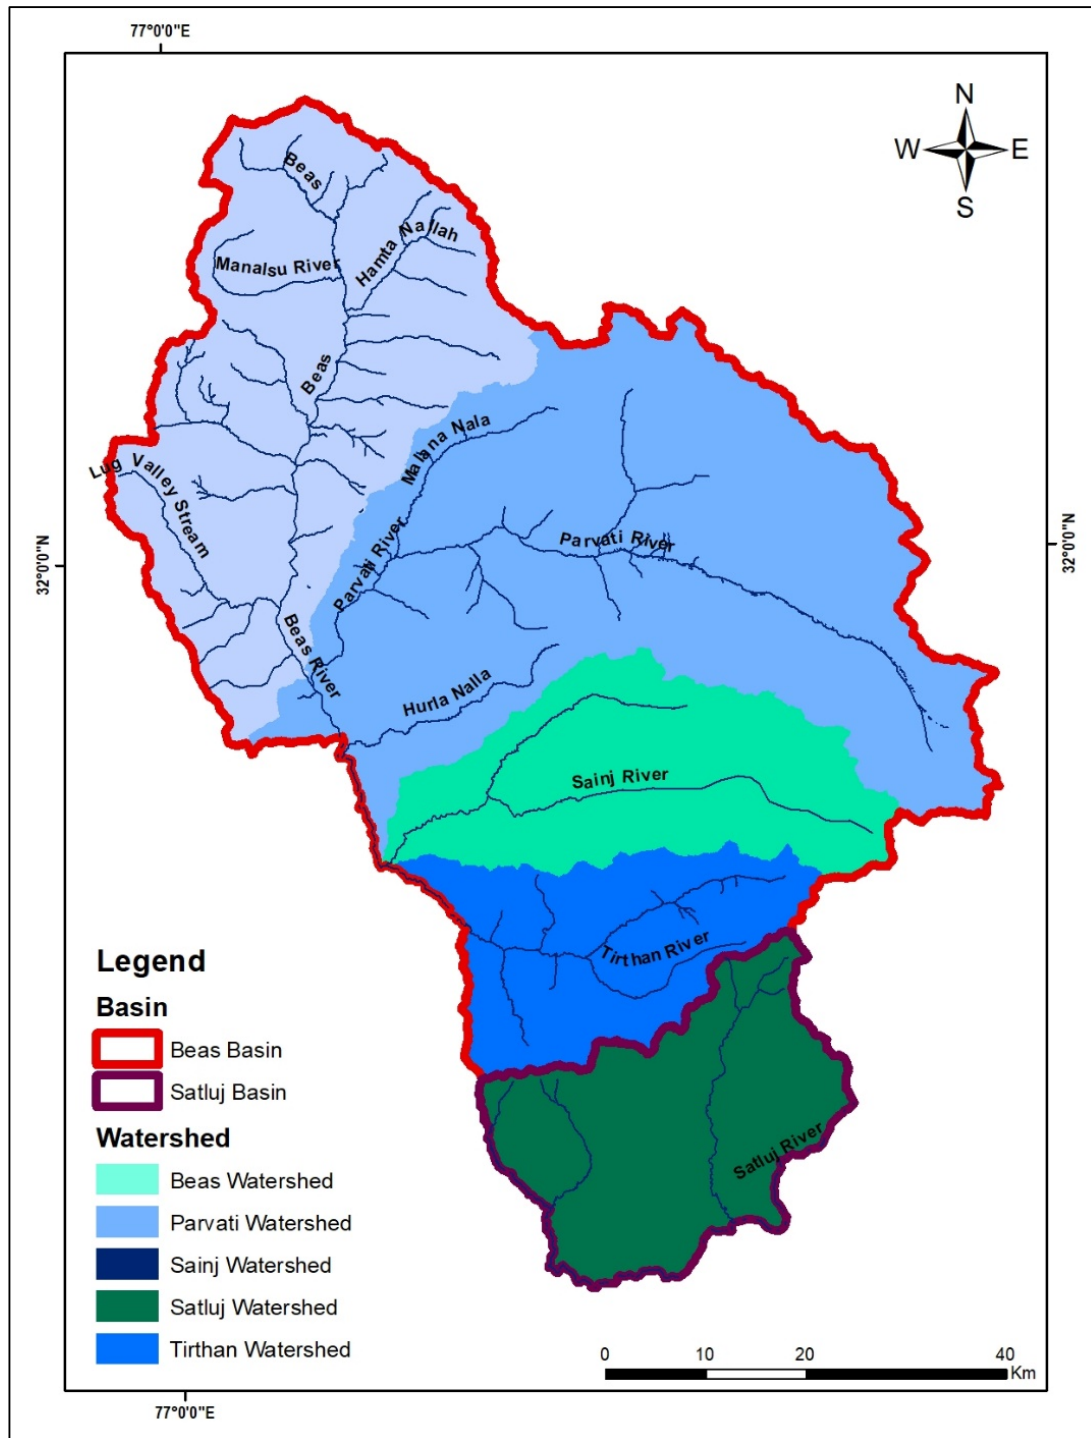 77°0'0"E
N
W E
S
Beas
Hamta Nallah
Manalsu River
Beas
Malana Nala
Lug Valley Stream
Parvati River
Parvati River
32°0'0"N
32°0'0"N
Beas River
Hurla Nalla
Sainj River
Tirthan River
Satluj River
Legend
Basin
Beas Basin
Satluj Basin
Watershed
Beas Watershed
Parvati Watershed
Sainj Watershed
Satluj Watershed
Tirthan Watershed
0 10 20 40
Km
77°0'0"E